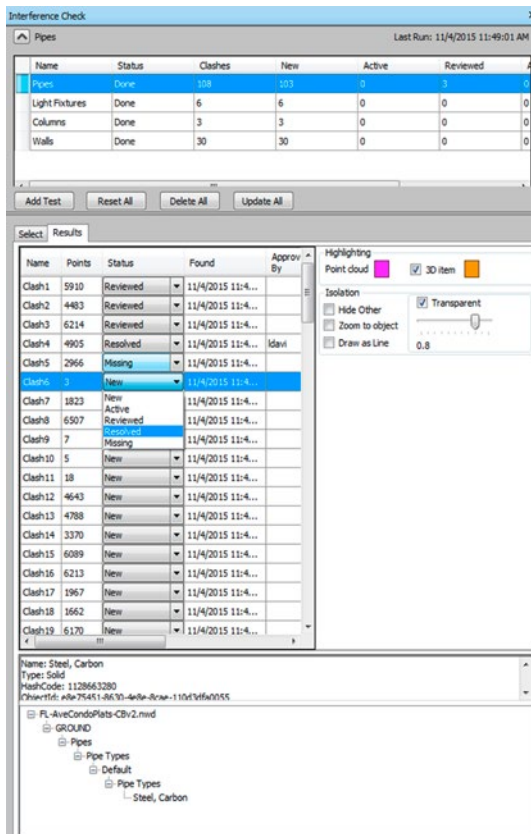 Interference Check
Pipes Last Run: 11/4/2015 11:49:01 AM
Name Status Clashes New Active Reviewed A
Pipes Done 108 103 0 3 0
Light Fixtures Done 6 6 0 0 0
Columns Done 3 3 0 0 0
Walls Done 30 30 0 0 0
Add Test Reset All Delete All Update All
Select Results
Name Points Status Found Approv By
Clash1 5910 Reviewed 11/4/2015 11:4...
Clash2 4483 Reviewed 11/4/2015 11:4...
Clash3 6214 Reviewed 11/4/2015 11:4...
Clash4 4905 Resolved 11/4/2015 11:4... ldavi
Clash5 2966 Missing 11/4/2015 11:4...
Clash6 3 New 11/4/2015 11:4...
Clash7 1823 11/4/2015 11:4...
Clash8 6507 11/4/2015 11:4...
Clash9 7 11/4/2015 11:4...
New
Active
Reviewed
Resolved
Missing
Clash10 5 New 11/4/2015 11:4...
Clash11 18 New 11/4/2015 11:4...
Clash12 4643 New 11/4/2015 11:4...
Clash13 4788 New 11/4/2015 11:4...
Clash14 3370 New 11/4/2015 11:4...
Clash15 6089 New 11/4/2015 11:4...
Clash16 6213 New 11/4/2015 11:4...
Clash17 1967 New 11/4/2015 11:4...
Clash18 1662 New 11/4/2015 11:4...
Clash19 6170 New 11/4/2015 11:4...
Highlighting
Point cloud 3D item
Isolation
Hide Other
Zoom to object
Draw as Line
Transparent
0.8
Name: Steel, Carbon
Type: Solid
HashCode: 1128663280
ObjectId: e8e75451-8630-4e8e-8cae-110d3dfa0055
FL-AveCondoPlats-CBv2.nwd
GROUND
Pipes
Pipe Types
Default
Pipe Types
Steel, Carbon